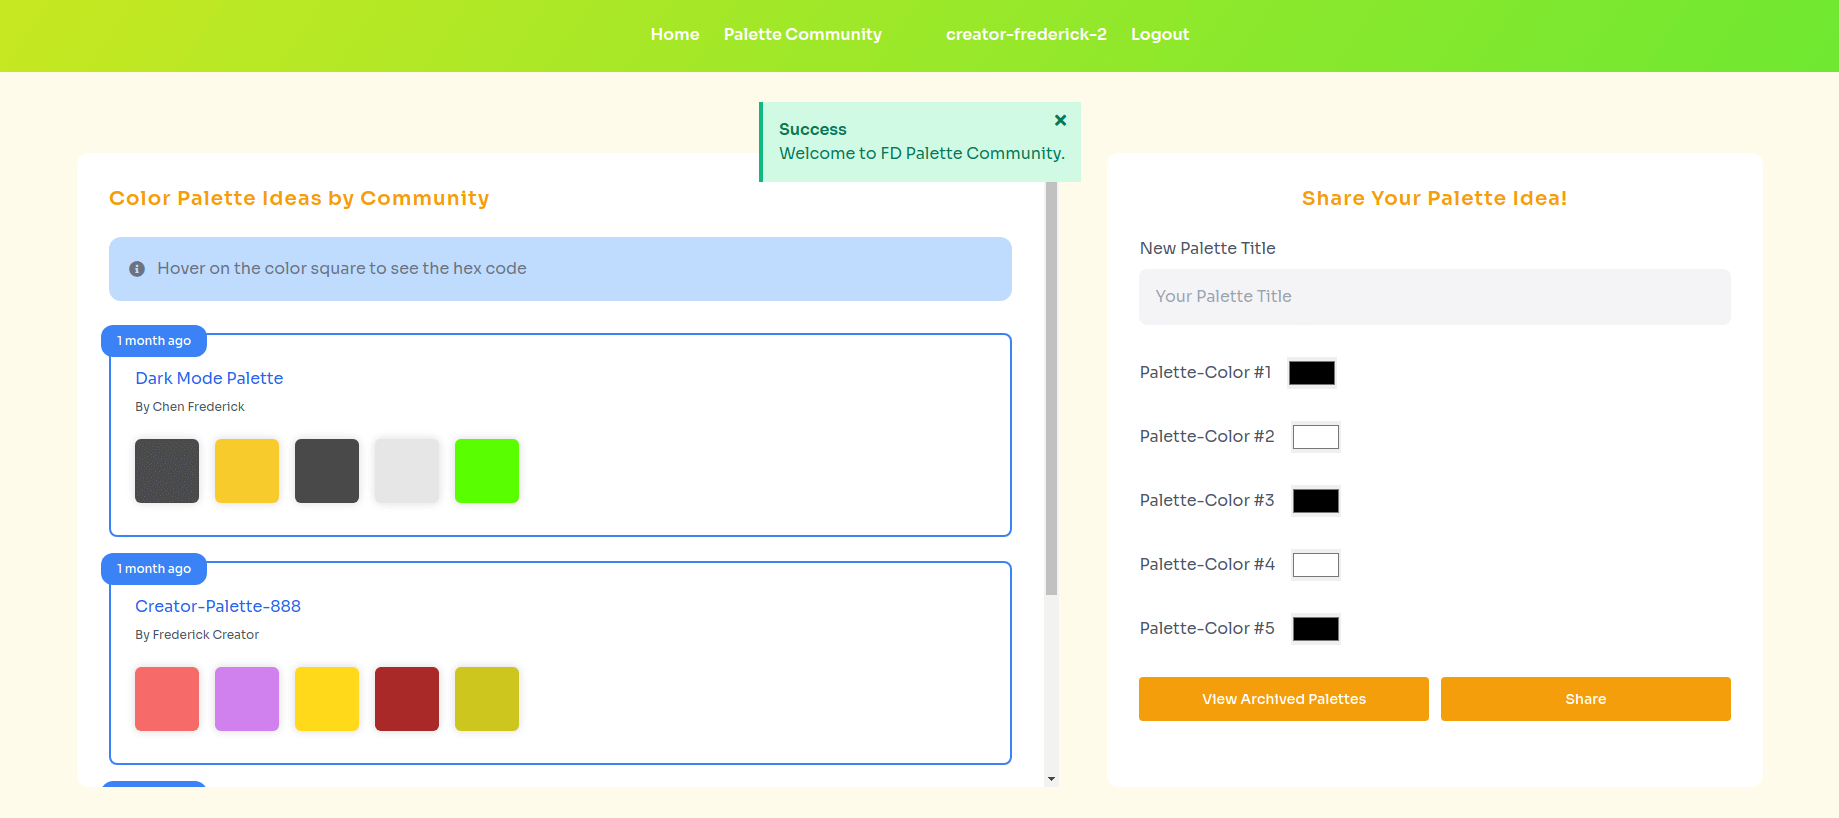 Home Palette Community creator-frederick-2 Logout
Success
Welcome to FD Palette Community.
Color Palette Ideas by Community
Hover on the color square to see the hex code
1 month ago
Dark Mode Palette
By Chen Frederick
1 month ago
Creator-Palette-888
By Frederick Creator
Share Your Palette Idea!
New Palette Title
Your Palette Title
Palette-Color #1
Palette-Color #2
Palette-Color #3
Palette-Color #4
Palette-Color #5
View Archived Palettes
Share